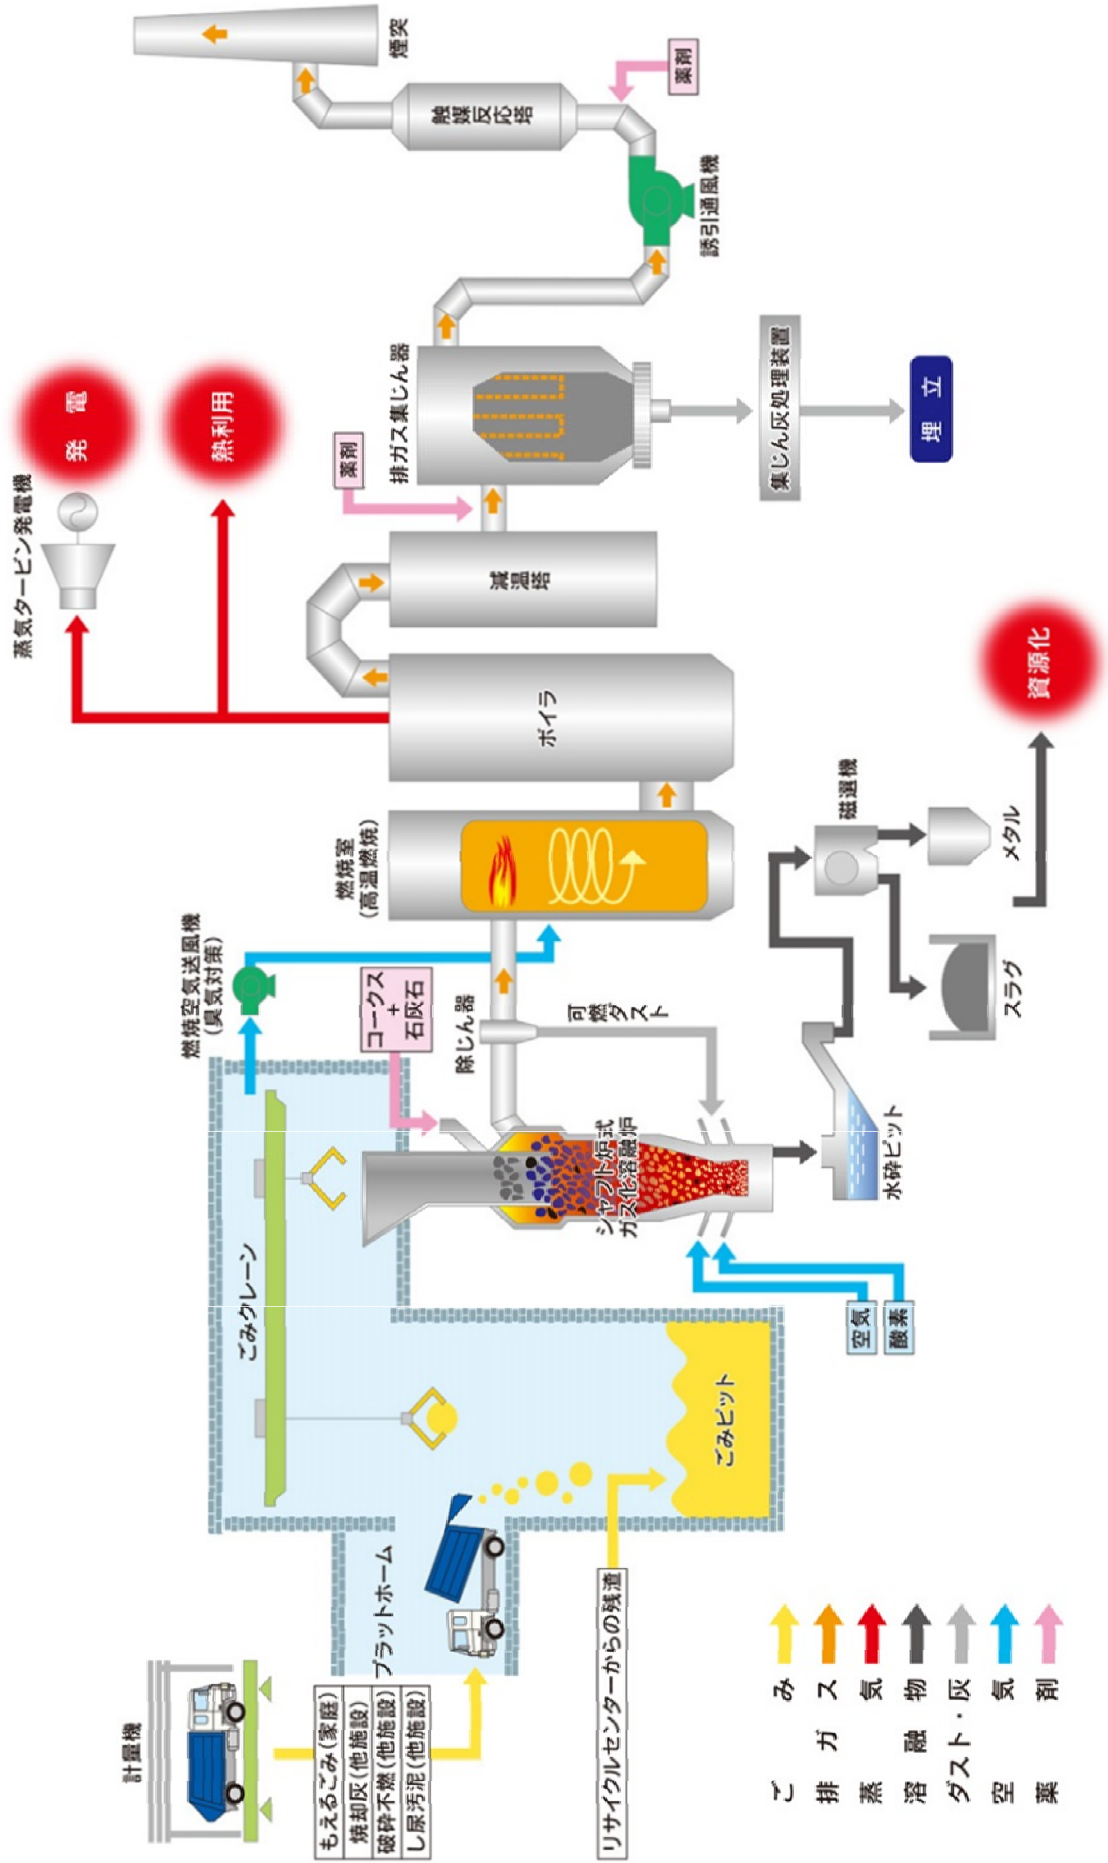 計量機
もえるごみ(家庭)
焼却灰(他施設)
破砕不燃(他施設)
し尿汚泥(他施設)
プラットホーム
リサイクルセンターからの残渣
ごみクレーン
ごみピット
燃焼空気送風機
(臭気対策)
コークス
+
石灰石
除じん器
可燃ダスト
シャフト炉式
ガス化溶融炉
空気
酸素
水砕ピット
磁選機
スラグ
メタル
資源化
燃焼室
(高温燃焼)
ボイラ
蒸気タービン発電機
発電
熱利用
減温塔
薬剤
排ガス集じん器
集じん灰処理装置
埋立
誘引通風機
薬剤
触媒反応塔
煙突
ごみ
排ガス
蒸気
溶融物
ダスト・灰
空気
薬剤